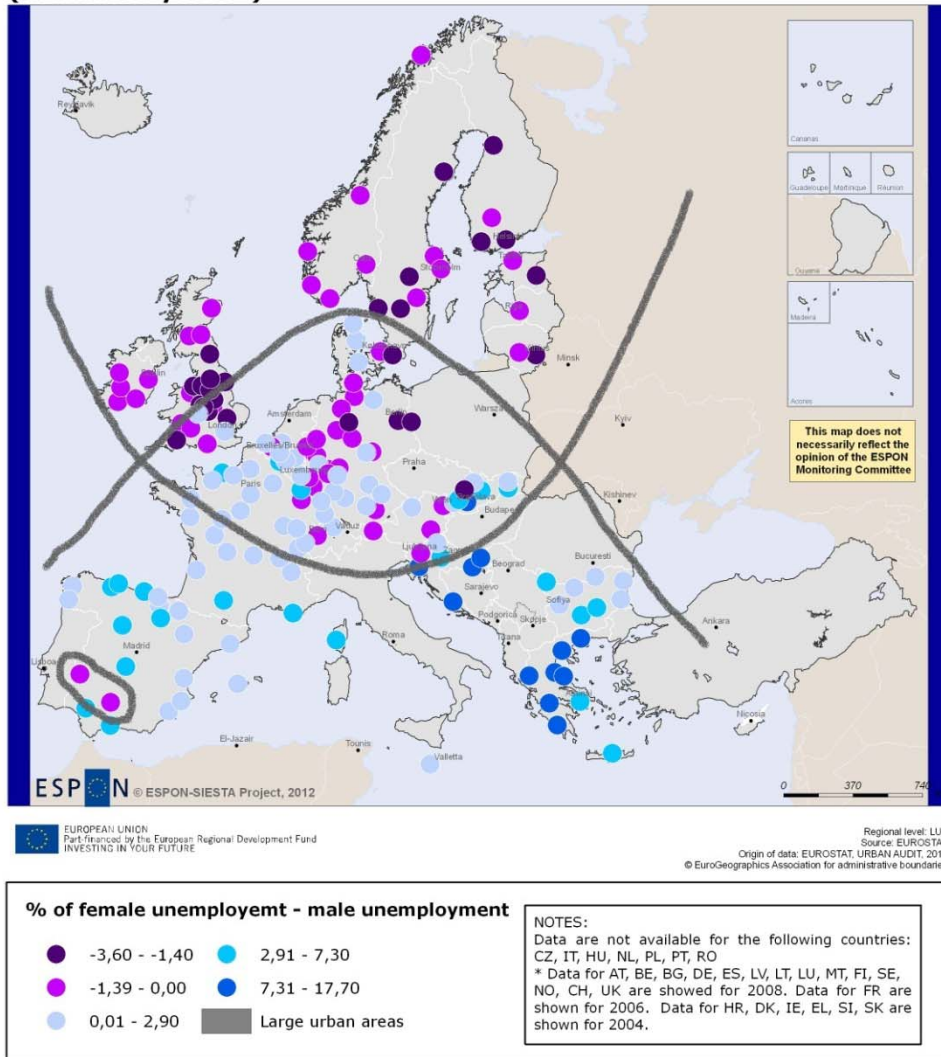 Reykjavik
Canarias
Guadeloupe
Martinique
Réunion
Guyane
Madeira
Acores
Helsinki
Oslo
Stockholm
Riga
Minsk
Dublin
London
Amsterdam
Berlin
Warszawa
Kyiv
Praha
Paris
Luxembourg
Vaduz
Budapest
Kishinev
Ljubljana
Beograd
Bucuresti
Sarajevo
Sofiya
Podgorica
Skopje
Tirana
Roma
Ankara
Madrid
Lisboa
El-Jazair
Tounis
Valletta
Nicosia
This map does not
necessarily reflect the
opinion of the ESPON
Monitoring Committee
ESPON © ESPON-SIESTA Project, 2012
0 370 740
EUROPEAN UNION
Part-financed by the European Regional Development Fund
INVESTING IN YOUR FUTURE
Regional level: LU
Source: EUROSTA
Origin of data: EUROSTAT, URBAN AUDIT, 201
© EuroGeographics Association for administrative boundarie
% of female unemployemt - male unemployment
-3,60 - -1,40
-1,39 - 0,00
0,01 - 2,90
2,91 - 7,30
7,31 - 17,70
Large urban areas
NOTES:
Data are not available for the following countries:
CZ, IT, HU, NL, PL, PT, RO
* Data for AT, BE, BG, DE, ES, LV, LT, LU, MT, FI, SE,
NO, CH, UK are showed for 2008. Data for FR are
shown for 2006. Data for HR, DK, IE, EL, SI, SK are
shown for 2004.